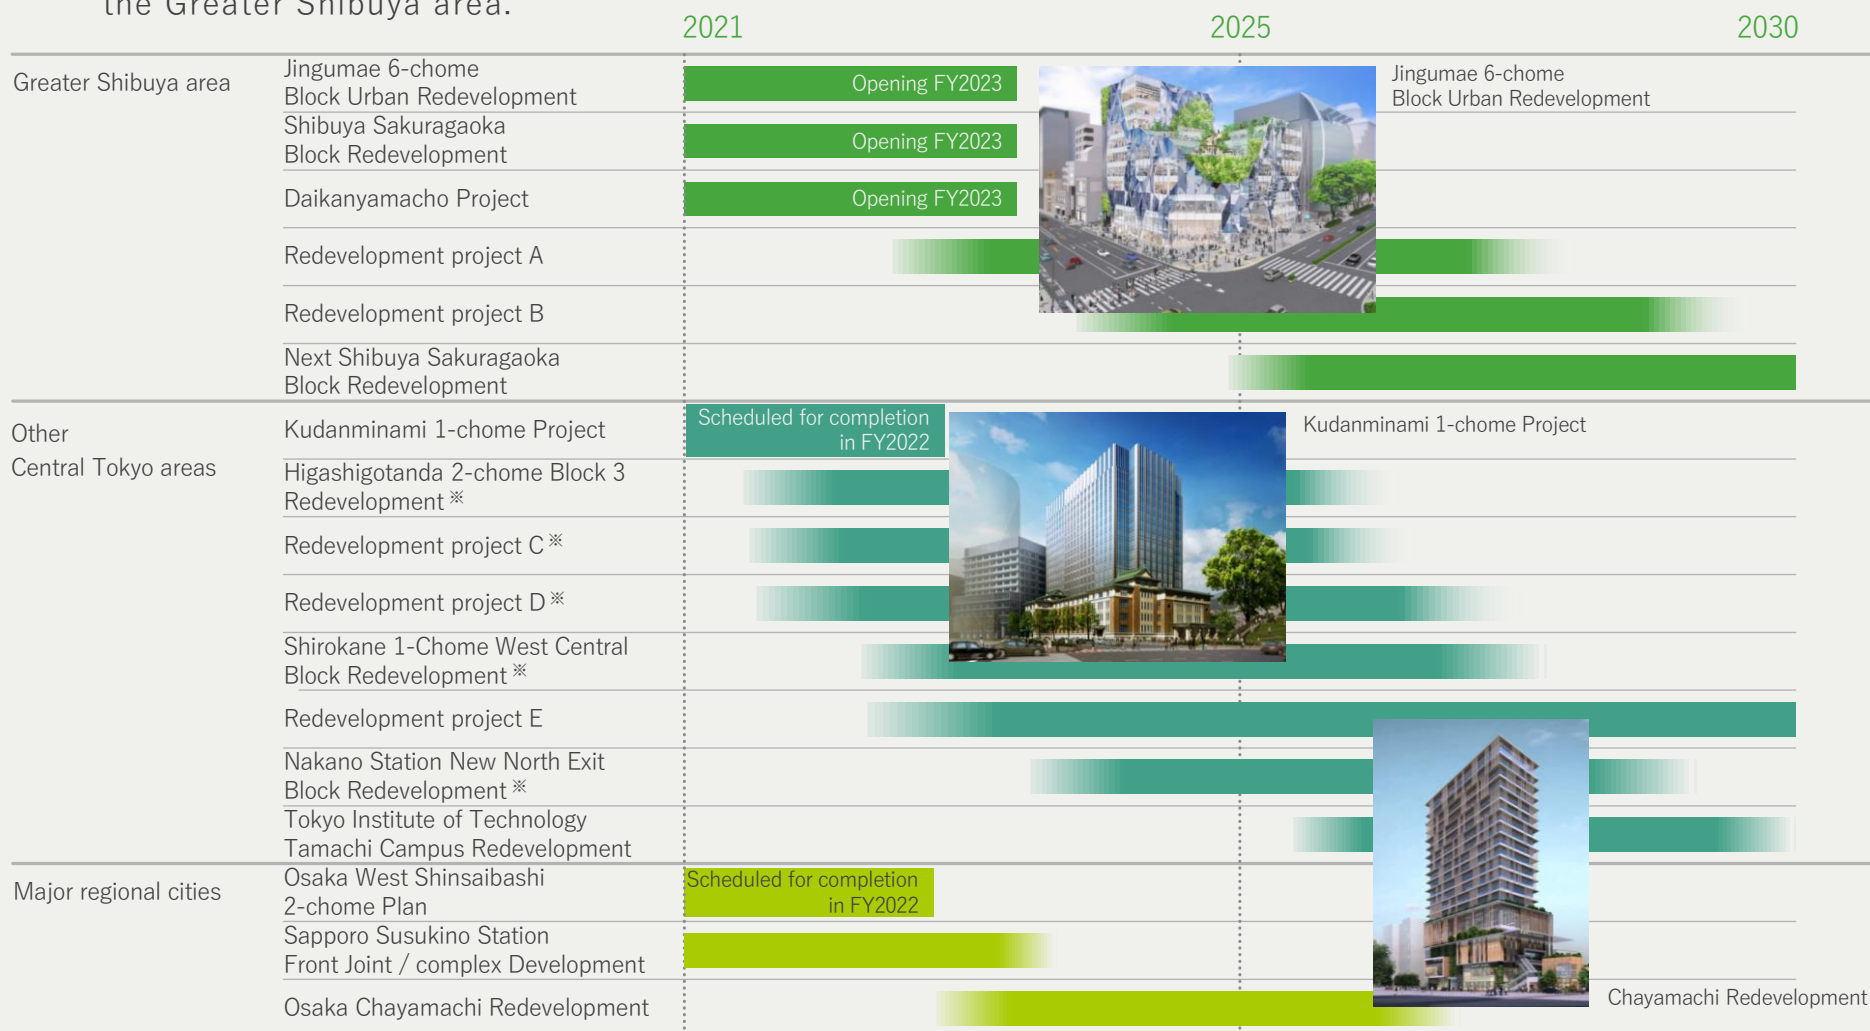 the Greater Shibuya area.
2021
2025
2030
Greater Shibuya area
Jingumae 6-chome
Block Urban Redevelopment
Opening FY2023
Jingumae 6-chome
Block Urban Redevelopment
Shibuya Sakuragaoka
Block Redevelopment
Opening FY2023
Daikanyamacho Project
Opening FY2023
Redevelopment project A
Redevelopment project B
Next Shibuya Sakuragaoka
Block Redevelopment
Other
Central Tokyo areas
Kudanminami 1-chome Project
Scheduled for completion
in FY2022
Kudanminami 1-chome Project
Higashigotanda 2-chome Block 3
Redevelopment※
Redevelopment project C※
Redevelopment project D※
Shirokane 1-Chome West Central
Block Redevelopment※
Redevelopment project E
Nakano Station New North Exit
Block Redevelopment※
Tokyo Institute of Technology
Tamachi Campus Redevelopment
Major regional cities
Osaka West Shinsaibashi
2-chome Plan
Scheduled for completion
in FY2022
Sapporo Susukino Station
Front Joint / complex Development
Osaka Chayamachi Redevelopment
Chayamachi Redevelopment